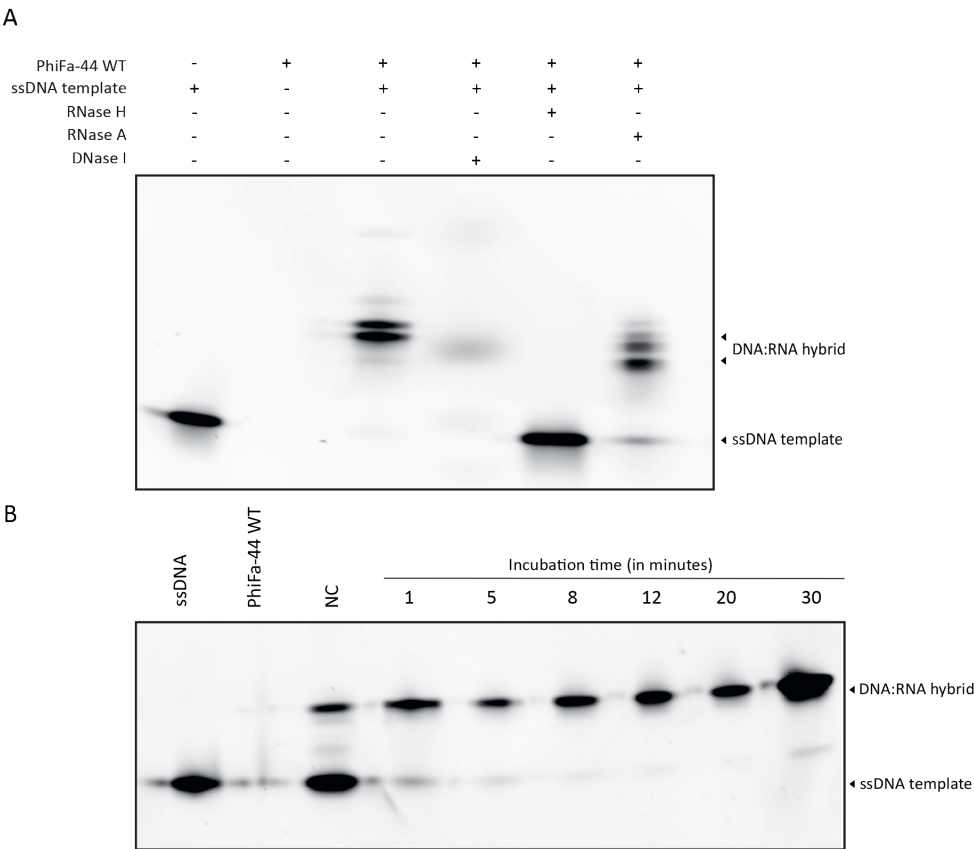 A
PhiFa-44 WT - + + + + +
ssDNA template + - + + + +
RNase H - - - - + -
RNase A - - - - - +
DNase I - - - + - -
DNA:RNA hybrid
ssDNA template
B
ssDNA
PhiFa-44 WT
NC
Incubation time (in minutes)
1 5 8 12 20 30
DNA:RNA hybrid
ssDNA template